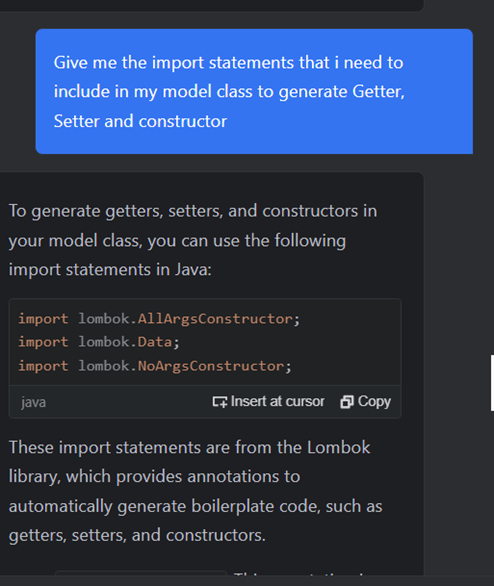 Give me the import statements that i need to
include in my model class to generate Getter,
Setter and constructor
To generate getters, setters, and constructors in
your model class, you can use the following
import statements in Java:
import lombok.AllArgsConstructor;
import lombok.Data;
import lombok.NoArgsConstructor;
java Insert at cursor Copy
These import statements are from the Lombok
library, which provides annotations to
automatically generate boilerplate code, such as
getters, setters, and constructors.